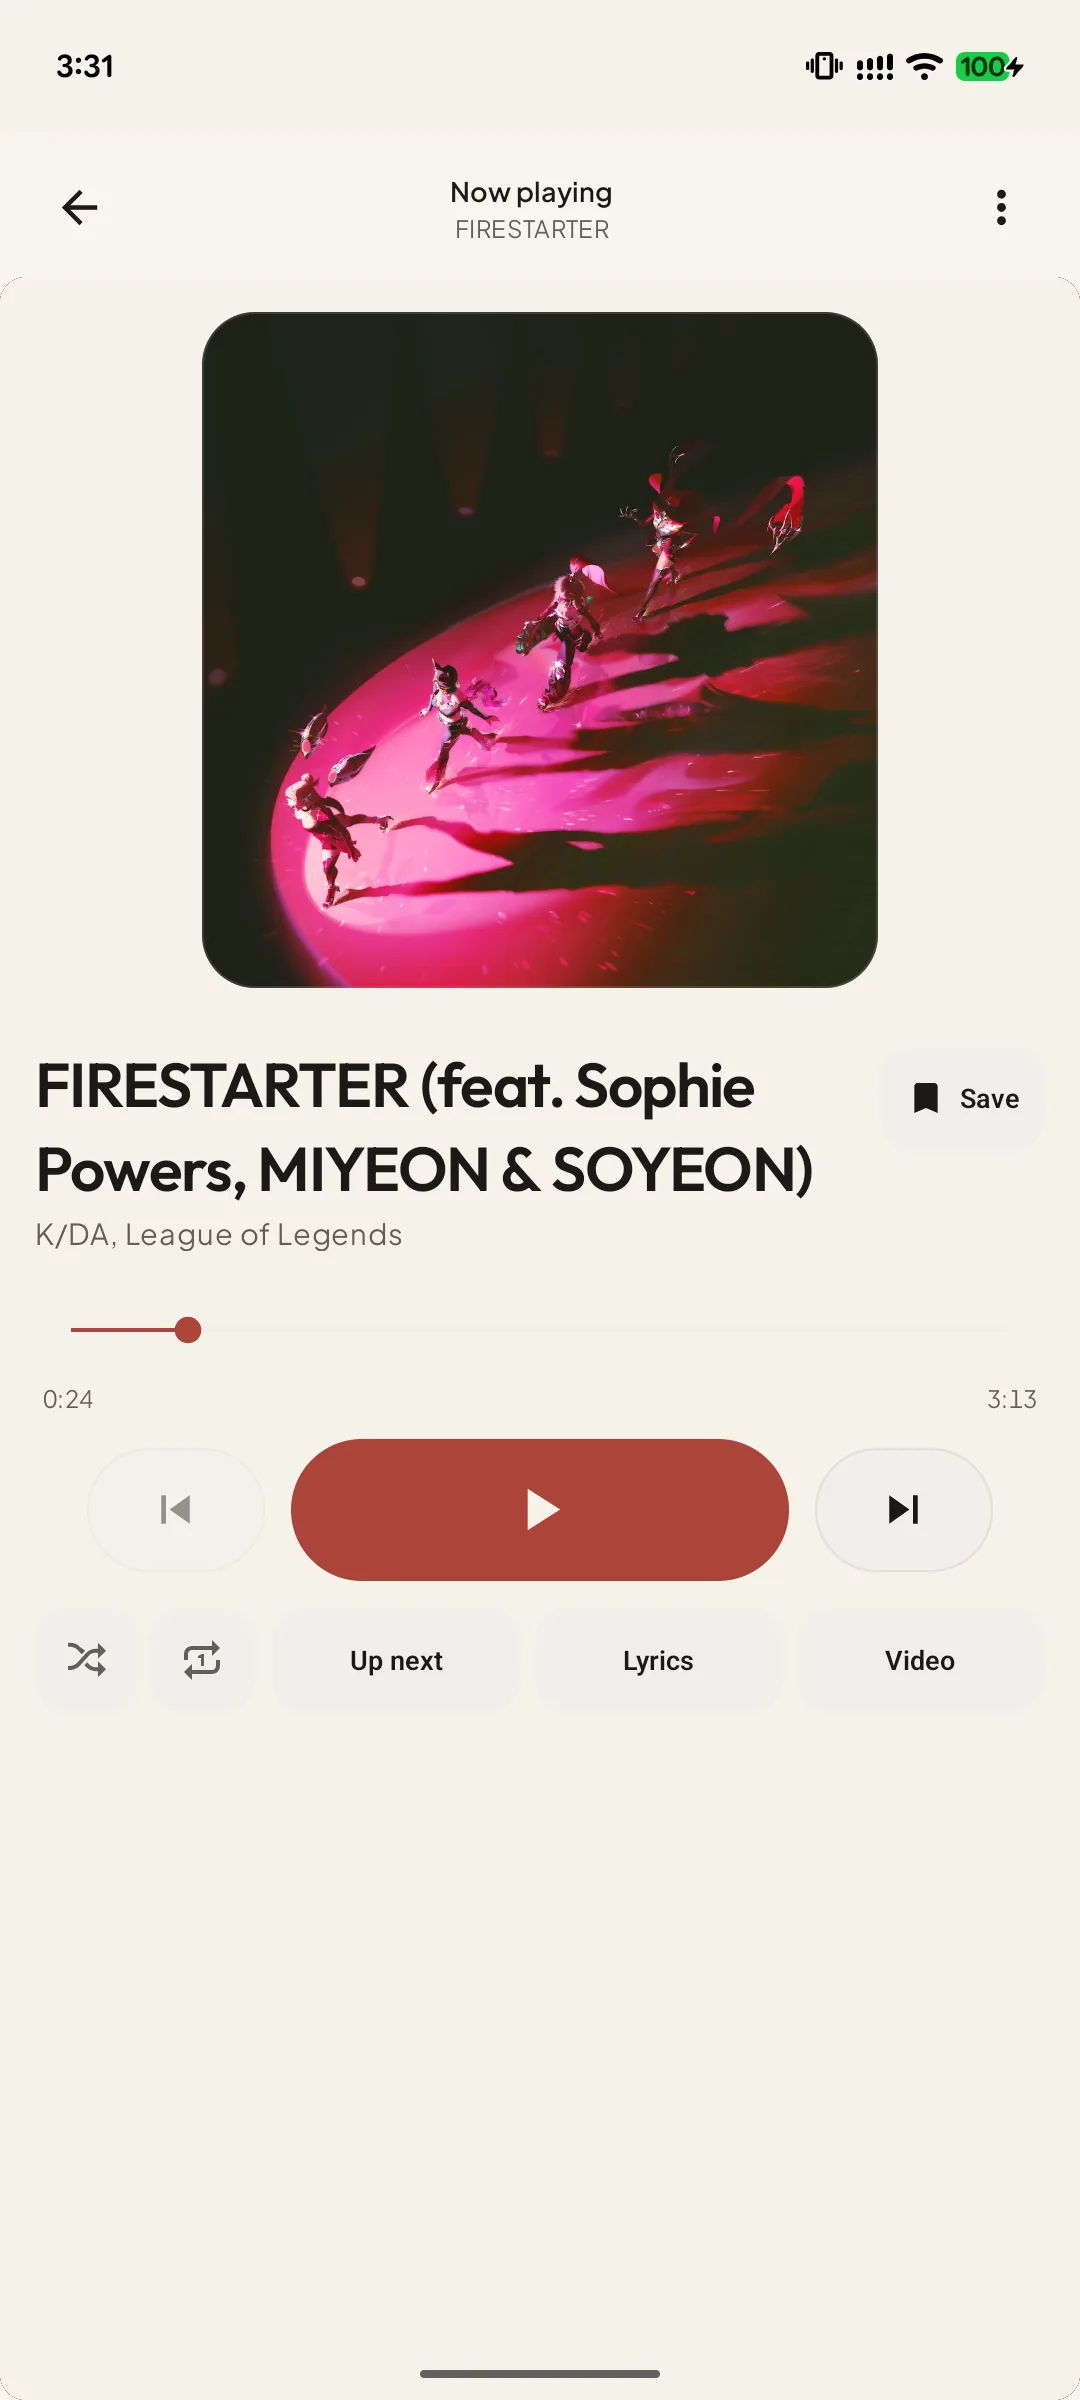 3:31
100
Now playing
FIRESTARTER
FIRESTARTER (feat. Sophie
Powers, MIYEON & SOYEON)
Save
K/DA, League of Legends
0:24
3:13
1
Up next
Lyrics
Video